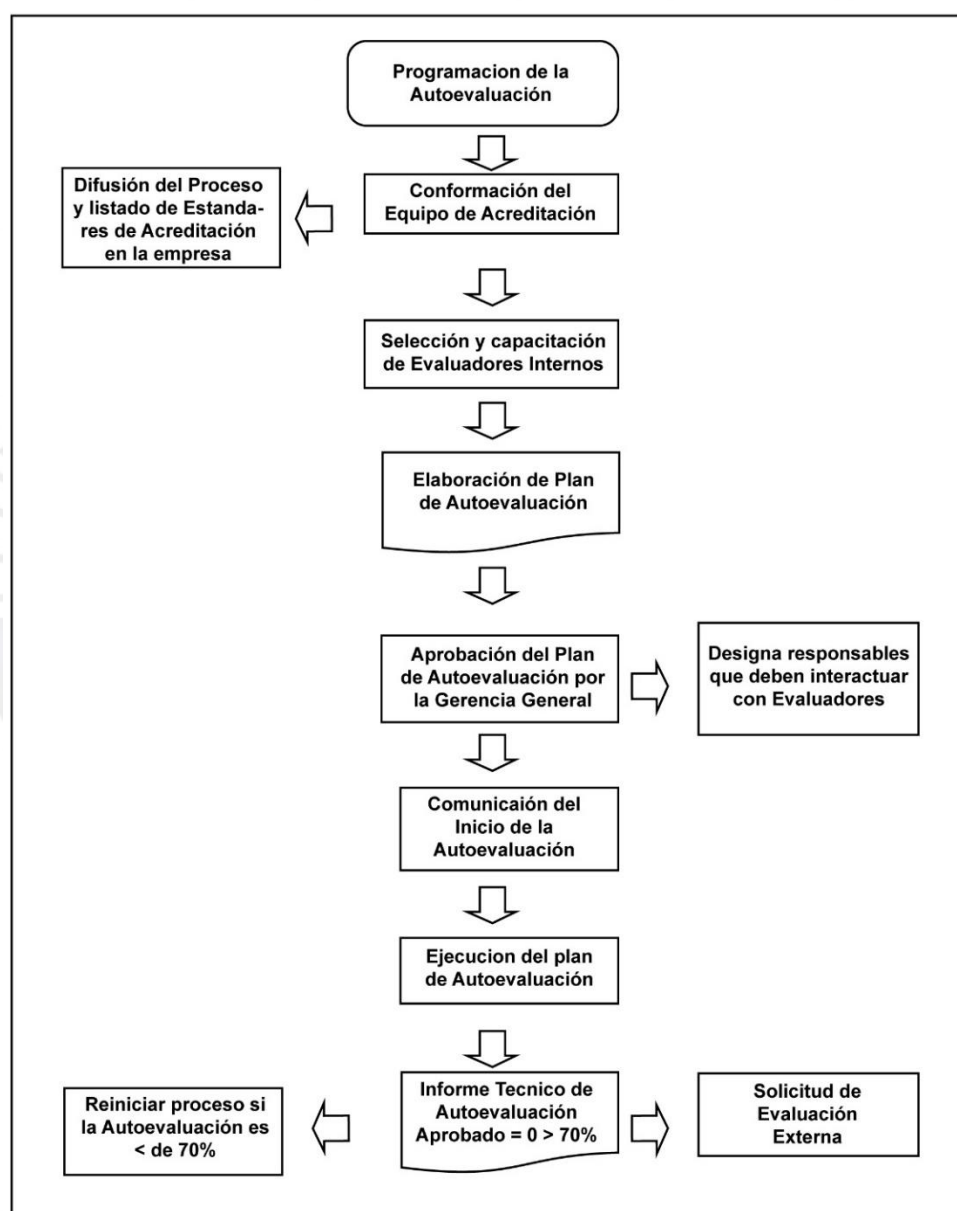 Programacion de la
Autoevaluación
Conformación del
Equipo de Acreditación
Difusión del Proceso
y listado de Estanda-
res de Acreditación
en la empresa
Selección y capacitación
de Evaluadores Internos
Elaboración de Plan
de Autoevaluación
Aprobación del Plan
de Autoevaluación por
la Gerencia General
Designa responsables
que deben interactuar
con Evaluadores
Comunicaión del
Inicio de la
Autoevaluación
Ejecucion del plan
de Autoevaluación
Informe Tecnico de
Autoevaluación
Aprobado = 0 > 70%
Reiniciar proceso si
la Autoevaluación es
< de 70%
Solicitud de
Evaluación
Externa